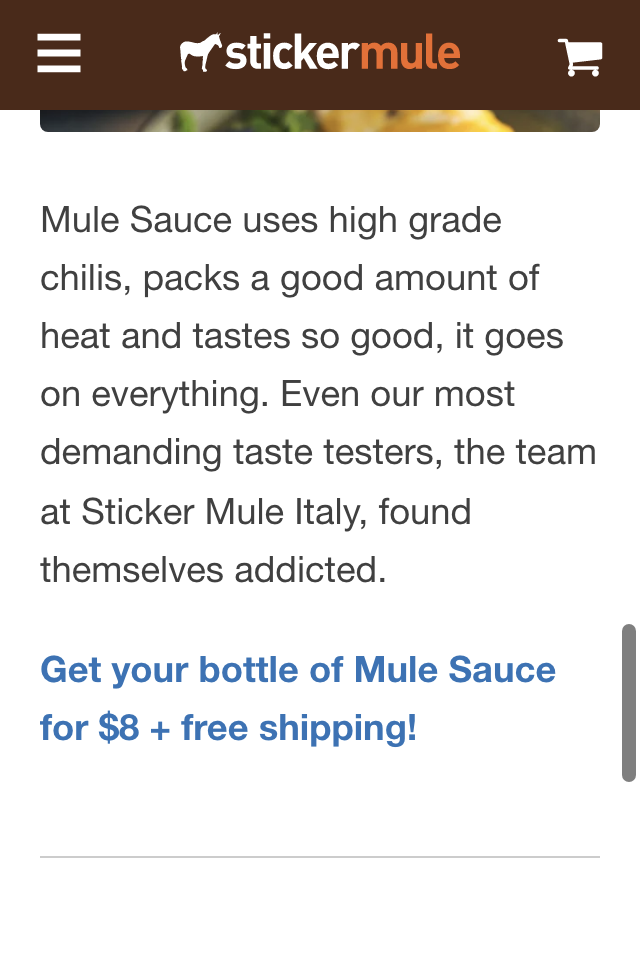 stickermule
Mule Sauce uses high grade
chilis, packs a good amount of
heat and tastes so good, it goes
on everything. Even our most
demanding taste testers, the team
at Sticker Mule Italy, found
themselves addicted.
Get your bottle of Mule Sauce
for $8 + free shipping!